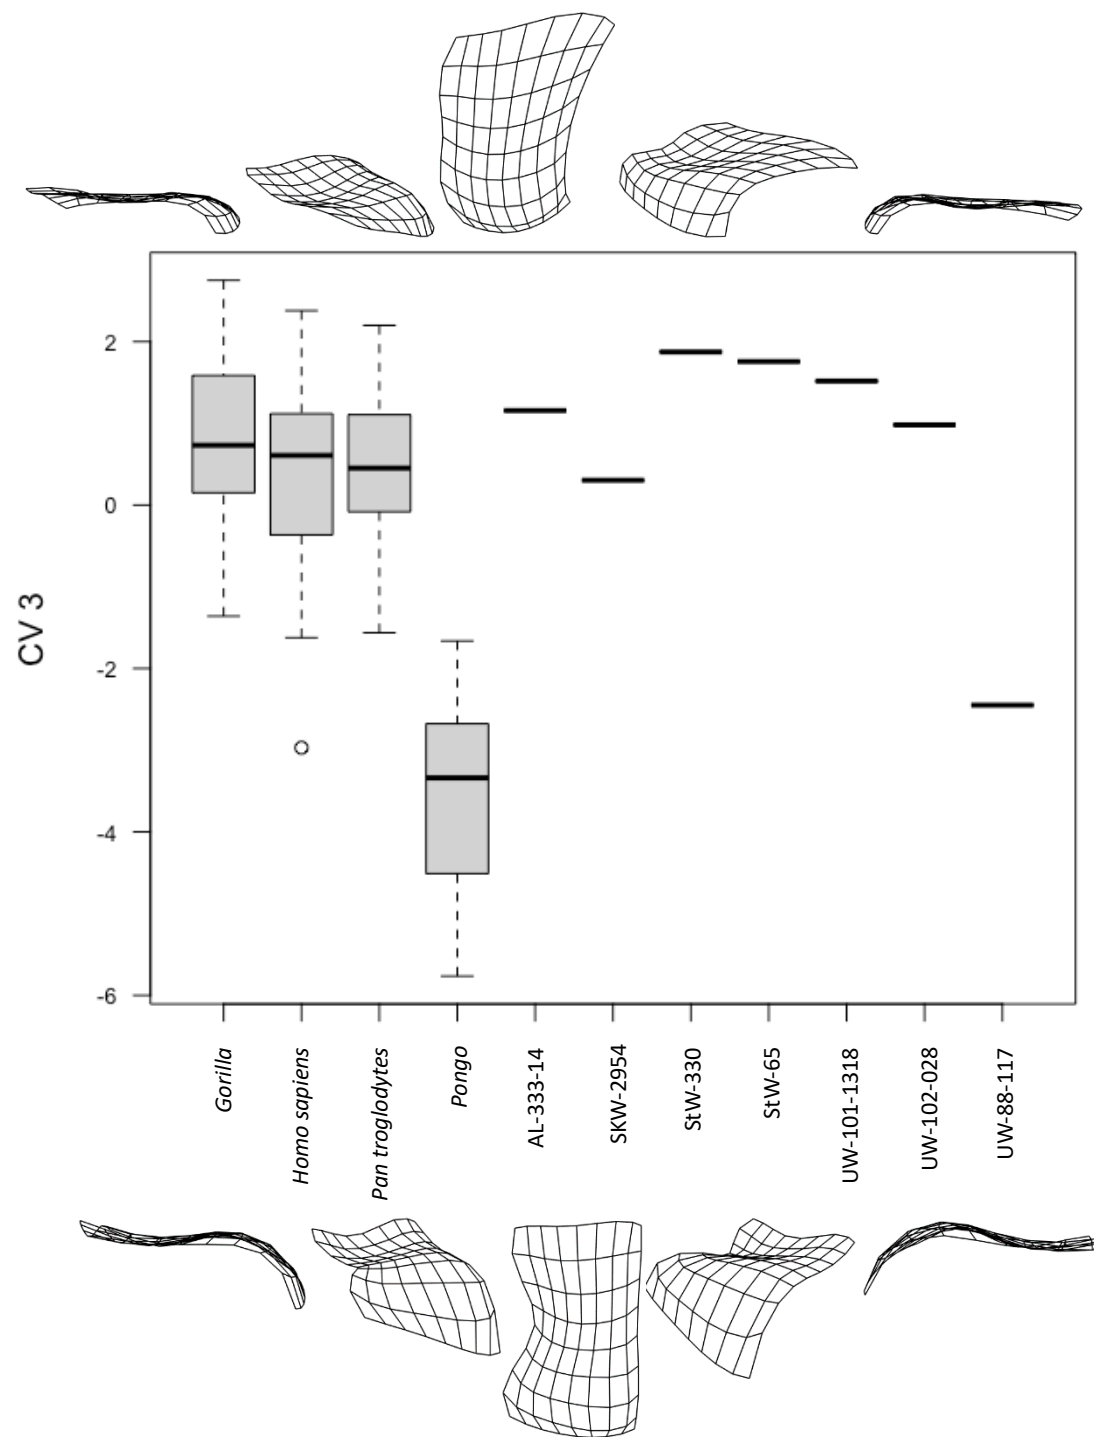 2
0
-2
-4
-6
CV 3
Gorilla
Homo sapiens
Pan troglodytes
Pongo
AL-333-14
SKW-2954
StW-330
StW-65
UW-101-1318
UW-102-028
UW-88-117